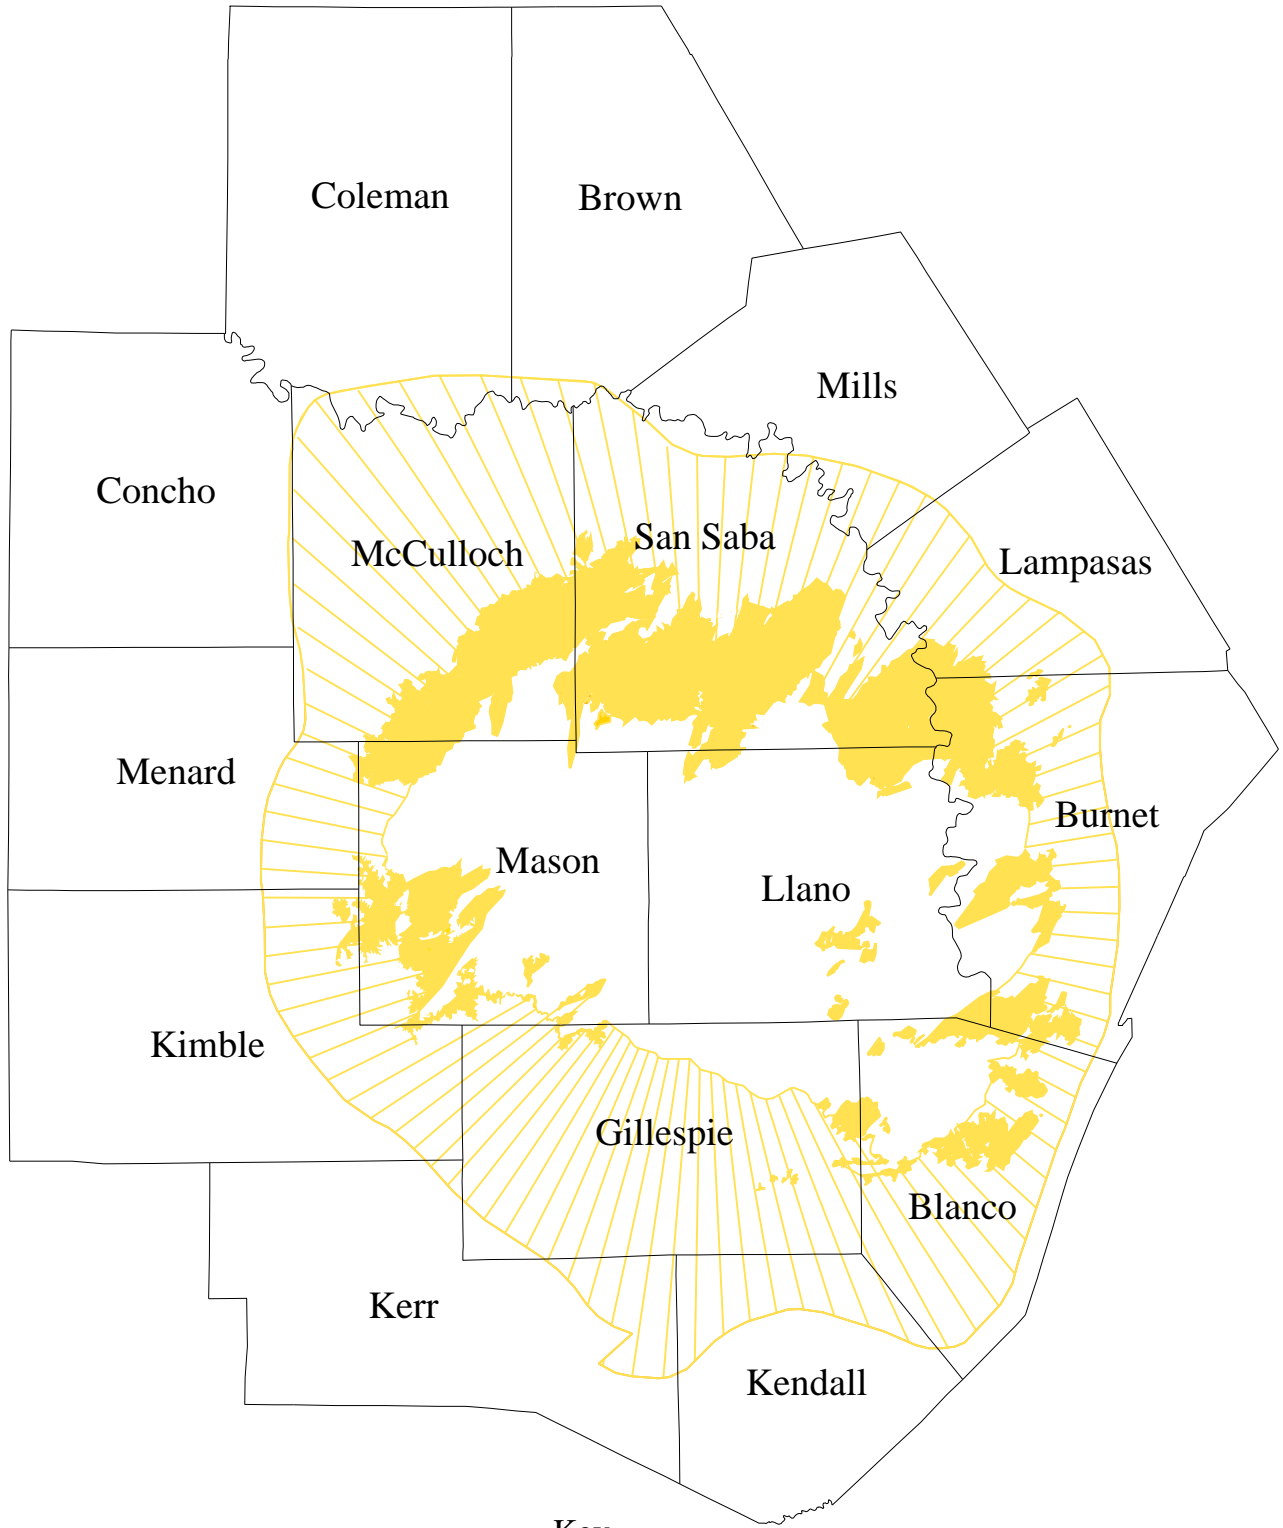 Coleman
Brown
Mills
Concho
San Saba
McCulloch
Lampasas
Menard
Burnet
Mason
Llano
Kimble
Gillespie
Blanco
Kerr
Kendall